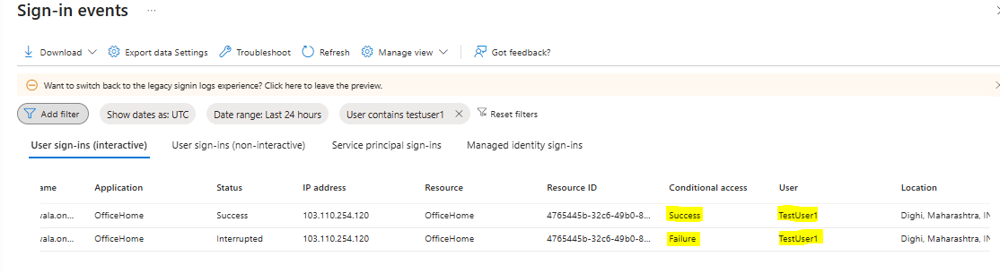 Sign-in events ...
Download Export data Settings Troubleshoot Refresh Manage view Got feedback?
Want to switch back to the legacy signin logs experience? Click here to leave the preview.
Add filter Show dates as: UTC Date range: Last 24 hours User contains testuser1 Reset filters
User sign-ins (interactive) User sign-ins (non-interactive) Service principal sign-ins Managed identity sign-ins
ame Application Status IP address Resource Resource ID Conditional access User Location
vala.on... OfficeHome Success 103.110.254.120 OfficeHome 4765445b-32c6-49b0-8... Success TestUser1 Dighi, Maharashtra, IN
vala.on... OfficeHome Interrupted 103.110.254.120 OfficeHome 4765445b-32c6-49b0-8... Failure TestUser1 Dighi, Maharashtra, IN